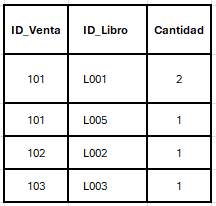 ID_Venta ID_Libro Cantidad
101 L001 2
101 L005 1
102 L002 1
103 L003 1